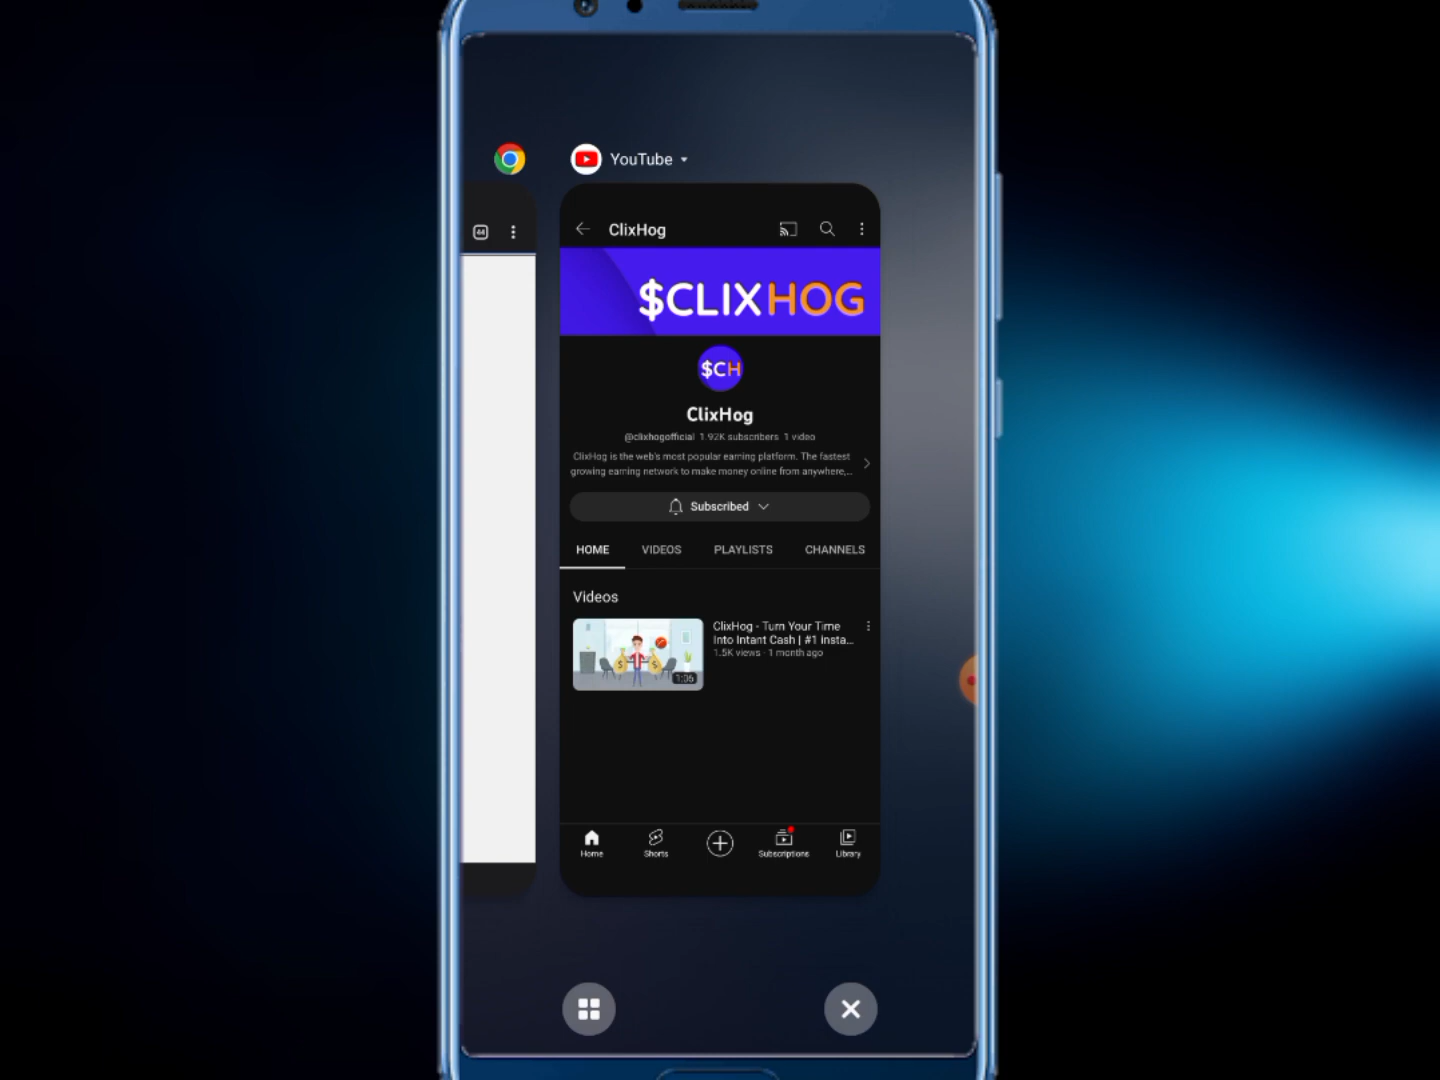 YouTube
44
ClixHog
$CLIXHOG
$CH
ClixHog
@clixhogofficial 1.92K subscribers 1 video
ClixHog is the web's most popular earning platform. The fastest
growing earning network to make money online from anywhere,...
Subscribed
HOME VIDEOS PLAYLISTS CHANNELS
Videos
ClixHog - Turn Your Time
Into Intant Cash | #1 Insta...
1.5K views · 1 month ago
$ $
1:06
Home Shorts Subscriptions Library